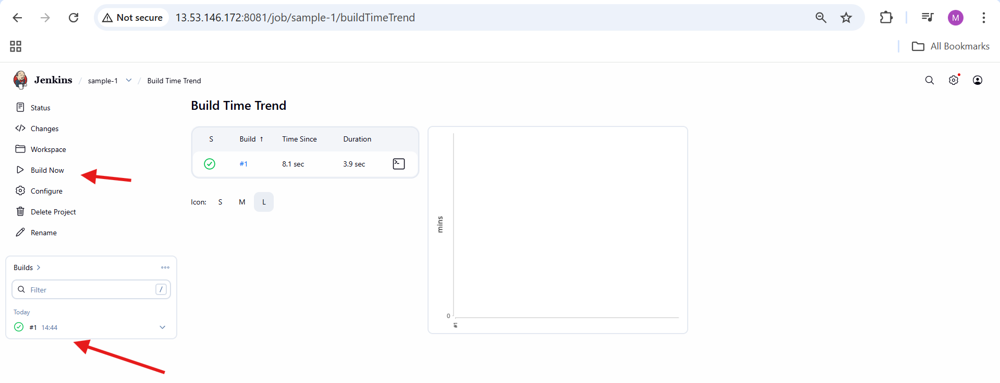 Not secure 13.53.146.172:8081/job/sample-1/buildTimeTrend M
All Bookmarks
Jenkins / sample-1 / Build Time Trend
Status
Changes
Workspace
Build Now
Configure
Delete Project
Rename
Builds
Filter /
Today
#1 14:44
Build Time Trend
S Build ↑ Time Since Duration
#1 8.1 sec 3.9 sec
Icon: S M L
mins
0
#1